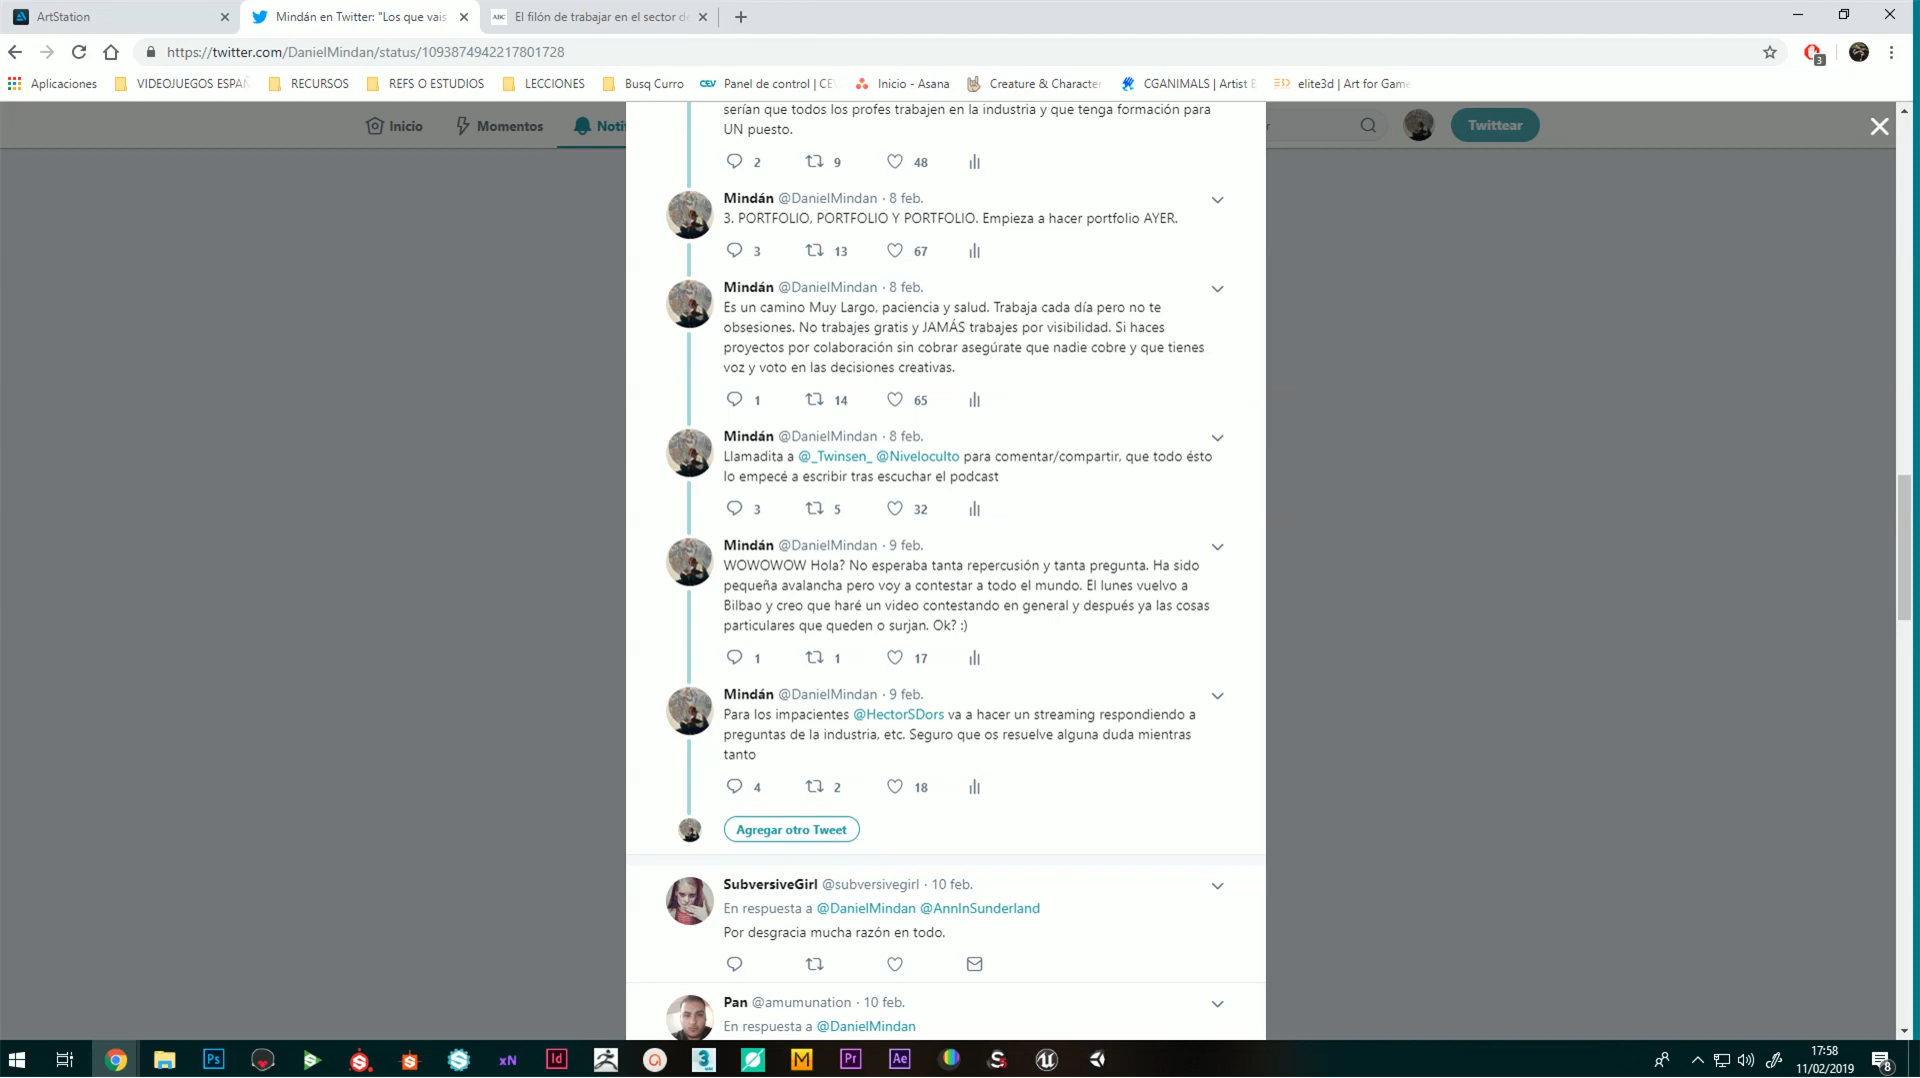 ArtStation
Mindán en Twitter: "Los que vais
El filón de trabajar en el sector de
https://twitter.com/DanielMindan/status/1093874942217801728
3
Aplicaciones
VIDEOJUEGOS ESPAÑ
RECURSOS
REFS O ESTUDIOS
LECCIONES
Busq Curro
Panel de control | CEV
Inicio - Asana
Creature & Character
CGANIMALS | Artist B
elite3d | Art for Game
Inicio
Momentos
Noti
Twittear
serían que todos los profes trabajen en la industria y que tenga formación para
UN puesto.
2 9 48
Mindán @DanielMindan · 8 feb.
3. PORTFOLIO, PORTFOLIO Y PORTFOLIO. Empieza a hacer portfolio AYER.
3 13 67
Mindán @DanielMindan · 8 feb.
Es un camino Muy Largo, paciencia y salud. Trabaja cada día pero no te
obsesiones. No trabajes gratis y JAMÁS trabajes por visibilidad. Si haces
proyectos por colaboración sin cobrar asegúrate que nadie cobre y que tienes
voz y voto en las decisiones creativas.
1 14 65
Mindán @DanielMindan · 8 feb.
Llamadita a @_Twinsen_ @Niveloculto para comentar/compartir, que todo ésto
lo empecé a escribir tras escuchar el podcast
3 5 32
Mindán @DanielMindan · 9 feb.
WOWOWOW Hola? No esperaba tanta repercusión y tanta pregunta. Ha sido
pequeña avalancha pero voy a contestar a todo el mundo. El lunes vuelvo a
Bilbao y creo que haré un video contestando en general y después ya las cosas
particulares que queden o surjan. Ok? :)
1 1 17
Mindán @DanielMindan · 9 feb.
Para los impacientes @HectorSDors va a hacer un streaming respondiendo a
preguntas de la industria, etc. Seguro que os resuelve alguna duda mientras
tanto
4 2 18
Agregar otro Tweet
SubversiveGirl @subversivegirl · 10 feb.
En respuesta a @DanielMindan @AnnInSunderland
Por desgracia mucha razón en todo.
Pan @amumunation · 10 feb.
En respuesta a @DanielMindan
17:58
11/02/2019
8